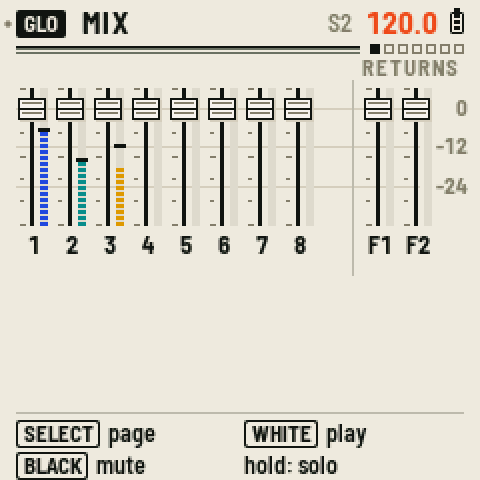 GLO MIX S2 120.0
RETURNS
0
-12
-24
1 2 3 4 5 6 7 8 F1 F2
SELECT page WHITE play
BLACK mute hold: solo